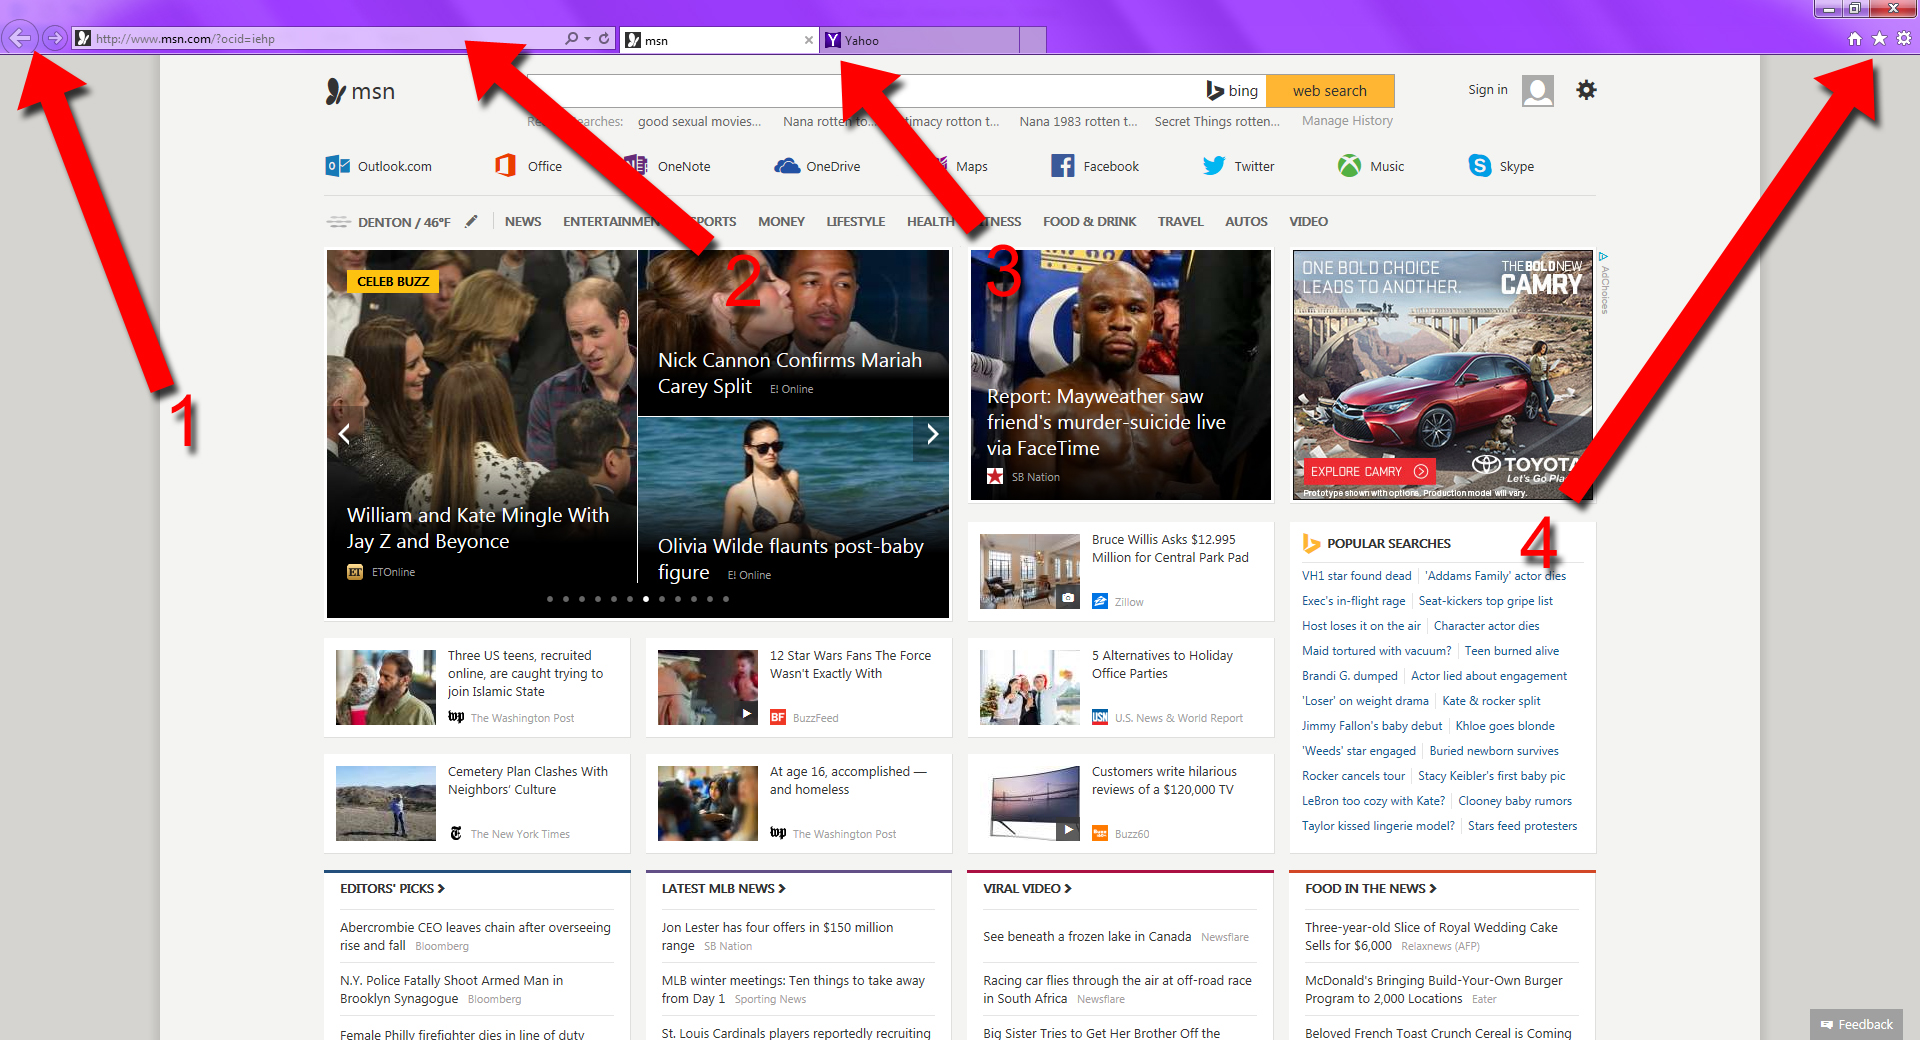 http://www.msn.com/?ocid=iehp
msn
Yahoo
msn
bing
web search
Sign in
good sexual movies...
Nana rotten to...
timacy rotton t...
Nana 1983 rotten t...
Secret Things rotten...
Manage History
Outlook.com
Office
OneNote
OneDrive
Maps
Facebook
Twitter
Music
Skype
DENTON / 46°F
NEWS
ENTERTAINMEN
SPORTS
MONEY
LIFESTYLE
HEALTH
ITNESS
FOOD & DRINK
TRAVEL
AUTOS
VIDEO
1
2
3
4
CELEB BUZZ
William and Kate Mingle With
Jay Z and Beyonce
ETOnline
Nick Cannon Confirms Mariah
Carey Split E! Online
Olivia Wilde flaunts post-baby
figure E! Online
Report: Mayweather saw
friend's murder-suicide live
via FaceTime
SB Nation
ONE BOLD CHOICE
LEADS TO ANOTHER.
THE BOLD NEW
CAMRY
EXPLORE CAMRY
TOYOTA
Let's Go Pla
Prototype shown with options. Production model will vary.
AdChoices
Bruce Willis Asks $12.995
Million for Central Park Pad
Zillow
POPULAR SEARCHES
VH1 star found dead 'Addams Family' actor dies
Exec's in-flight rage Seat-kickers top gripe list
Host loses it on the air Character actor dies
Maid tortured with vacuum? Teen burned alive
Brandi G. dumped Actor lied about engagement
'Loser' on weight drama Kate & rocker split
Jimmy Fallon's baby debut Khloe goes blonde
'Weeds' star engaged Buried newborn survives
Rocker cancels tour Stacy Keibler's first baby pic
LeBron too cozy with Kate? Clooney baby rumors
Taylor kissed lingerie model? Stars feed protesters
Three US teens, recruited
online, are caught trying to
join Islamic State
wp The Washington Post
12 Star Wars Fans The Force
Wasn't Exactly With
BF BuzzFeed
5 Alternatives to Holiday
Office Parties
USN U.S. News & World Report
Cemetery Plan Clashes With
Neighbors' Culture
The New York Times
At age 16, accomplished —
and homeless
wp The Washington Post
Customers write hilarious
reviews of a $120,000 TV
Buzz60
EDITORS' PICKS
Abercrombie CEO leaves chain after overseeing
rise and fall Bloomberg
N.Y. Police Fatally Shoot Armed Man in
Brooklyn Synagogue Bloomberg
Female Philly firefighter dies in line of duty
LATEST MLB NEWS
Jon Lester has four offers in $150 million
range SB Nation
MLB winter meetings: Ten things to take away
from Day 1 Sporting News
St. Louis Cardinals players reportedly recruiting
VIRAL VIDEO
See beneath a frozen lake in Canada Newsflare
Racing car flies through the air at off-road race
in South Africa Newsflare
Big Sister Tries to Get Her Brother Off the
FOOD IN THE NEWS
Three-year-old Slice of Royal Wedding Cake
Sells for $6,000 Relaxnews (AFP)
McDonald's Bringing Build-Your-Own Burger
Program to 2,000 Locations Eater
Beloved French Toast Crunch Cereal is Coming
Feedback